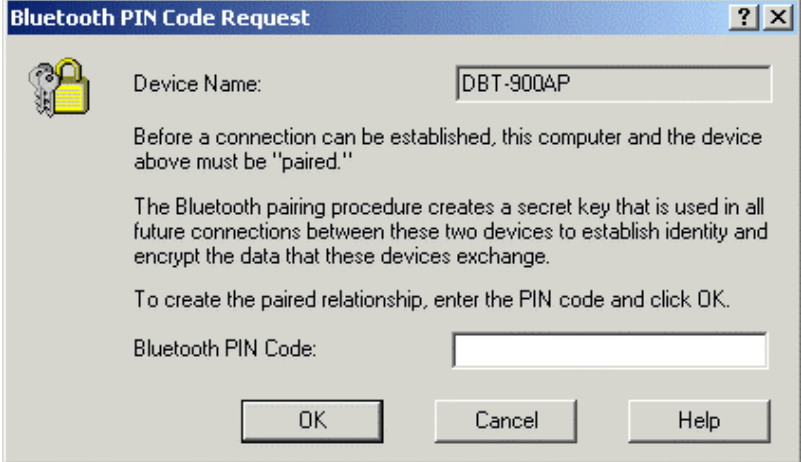 Bluetooth PIN Code Request
Device Name: DBT-900AP
Before a connection can be established, this computer and the device
above must be "paired."
The Bluetooth pairing procedure creates a secret key that is used in all
future connections between these two devices to establish identity and
encrypt the data that these devices exchange.
To create the paired relationship, enter the PIN code and click OK.
Bluetooth PIN Code:
OK Cancel Help